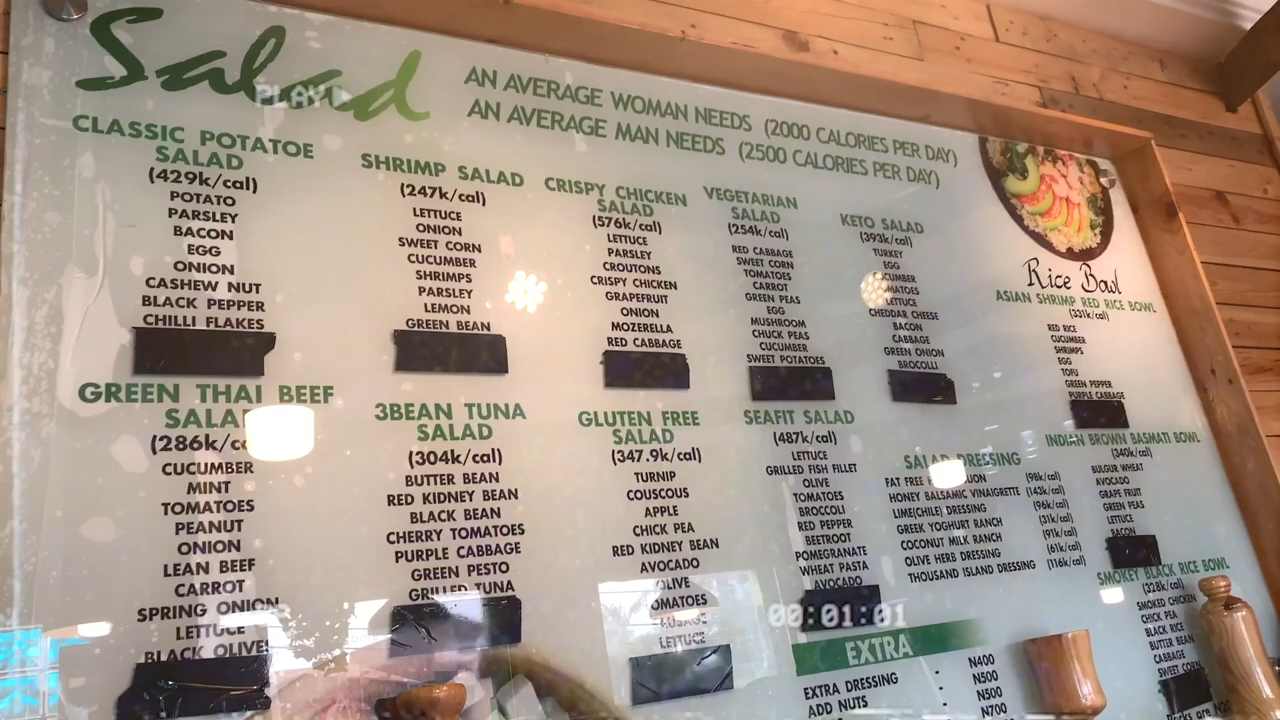 Salad
PLAY
AN AVERAGE WOMAN NEEDS (2000 CALORIES PER DAY)
AN AVERAGE MAN NEEDS (2500 CALORIES PER DAY)
CLASSIC POTATOE
SALAD
(429k/cal)
POTATO
PARSLEY
BACON
EGG
ONION
CASHEW NUT
BLACK PEPPER
CHILLI FLAKES
SHRIMP SALAD
(247k/cal)
LETTUCE
ONION
SWEET CORN
CUCUMBER
SHRIMPS
PARSLEY
LEMON
GREEN BEAN
CRISPY CHICKEN
SALAD
(576k/cal)
LETTUCE
PARSLEY
CROUTONS
CRISPY CHICKEN
GRAPEFRUIT
ONION
MOZERELLA
RED CABBAGE
VEGETARIAN
SALAD
(254k/cal)
RED CABBAGE
SWEET CORN
TOMATOES
CARROT
GREEN PEAS
EGG
MUSHROOM
CHUCK PEAS
CUCUMBER
SWEET POTATOES
KETO SALAD
(393k/cal)
TURKEY
EGG
CUMBER
MATOES
LETTUCE
CHEDDAR CHEESE
BACON
CABBAGE
GREEN ONION
BROCOLLI
Rice Bowl
ASIAN SHRIMP RED RICE BOWL
(331k/cal)
RED RICE
CUCUMBER
SHRIMPS
EGG
TOFU
GREEN PEPPER
PURPLE CABBAGE
GREEN THAI BEEF
SALAD
(286k/ca
CUCUMBER
MINT
TOMATOES
PEANUT
ONION
LEAN BEEF
CARROT
SPRING ONION
LETTUCE
BLACK OLIVES
3BEAN TUNA
SALAD
(304k/cal)
BUTTER BEAN
RED KIDNEY BEAN
BLACK BEAN
CHERRY TOMATOES
PURPLE CABBAGE
GREEN PESTO
GRILLED TUNA
GLUTEN FREE
SALAD
(347.9k/cal)
TURNIP
COUSCOUS
APPLE
CHICK PEA
RED KIDNEY BEAN
AVOCADO
OLIVE
TOMATOES
SAUSAGE
LETTUCE
SEAFIT SALAD
(487k/cal)
LETTUCE
GRILLED FISH FILLET
OLIVE
TOMATOES
BROCCOLI
RED PEPPER
BEETROOT
POMEGRANATE
WHEAT PASTA
AVOCADO
SALAD DRESSING
FAT FREE (98k/cal)
HONEY BALSAMIC VINAIGRETTE (143k/cal)
LIME(CHILE) DRESSING (96k/cal)
GREEK YOGHURT RANCH (31k/cal)
COCONUT MILK RANCH (91k/cal)
OLIVE HERB DRESSING (61k/cal)
THOUSAND ISLAND DRESSING (116k/cal)
INDIAN BROWN BASMATI BOWL
(340k/cal)
BULGUR WHEAT
AVOCADO
GRAPE FRUIT
GREEN PEAS
LETTUCE
BACON
SMOKEY BLACK RICE BOWL
(328k/cal)
SMOKED CHICKEN
CHICK PEA
BLACK RICE
BUTTER BEAN
CABBAGE
SWEET CORN
00:01:01
EXTRA
EXTRA DRESSING : N400
ADD NUTS : N500
N500
N700